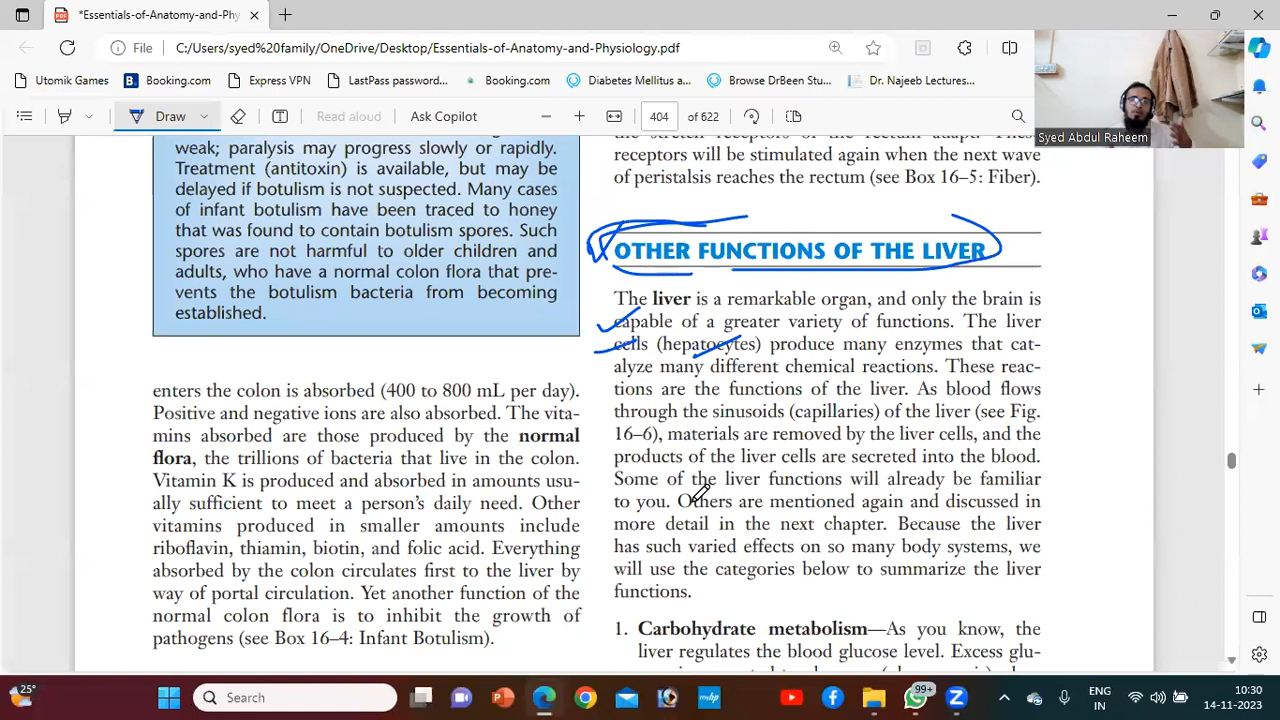 *Essentials-of-Anatomy-and-Phy
File
C:/Users/syed%20family/OneDrive/Desktop/Essentials-of-Anatomy-and-Physiology.pdf
Utomik Games
Booking.com
Express VPN
LastPass password...
Booking.com
Diabetes Mellitus a...
Browse DrBeen Stu...
Dr. Najeeb Lectures...
Draw
Read aloud
Ask Copilot
404 of 622
Syed Abdul Raheem
weak; paralysis may progress slowly or rapidly.
Treatment (antitoxin) is available, but may be
delayed if botulism is not suspected. Many cases
of infant botulism have been traced to honey
that was found to contain botulism spores. Such
spores are not harmful to older children and
adults, who have a normal colon flora that pre-
vents the botulism bacteria from becoming
established.
enters the colon is absorbed (400 to 800 mL per day).
Positive and negative ions are also absorbed. The vita-
mins absorbed are those produced by the normal
flora, the trillions of bacteria that live in the colon.
Vitamin K is produced and absorbed in amounts usu-
ally sufficient to meet a person's daily need. Other
vitamins produced in smaller amounts include
riboflavin, thiamin, biotin, and folic acid. Everything
absorbed by the colon circulates first to the liver by
way of portal circulation. Yet another function of the
normal colon flora is to inhibit the growth of
pathogens (see Box 16–4: Infant Botulism).
the stretch receptors of the rectum adapt. These
receptors will be stimulated again when the next wave
of peristalsis reaches the rectum (see Box 16–5: Fiber).
OTHER FUNCTIONS OF THE LIVER
The liver is a remarkable organ, and only the brain is
capable of a greater variety of functions. The liver
cells (hepatocytes) produce many enzymes that cat-
alyze many different chemical reactions. These reac-
tions are the functions of the liver. As blood flows
through the sinusoids (capillaries) of the liver (see Fig.
16–6), materials are removed by the liver cells, and the
products of the liver cells are secreted into the blood.
Some of the liver functions will already be familiar
to you. Others are mentioned again and discussed in
more detail in the next chapter. Because the liver
has such varied effects on so many body systems, we
will use the categories below to summarize the liver
functions.
1. Carbohydrate metabolism—As you know, the
liver regulates the blood glucose level. Excess glu-
25°
Search
99+
ENG
IN
10:30
14-11-2023